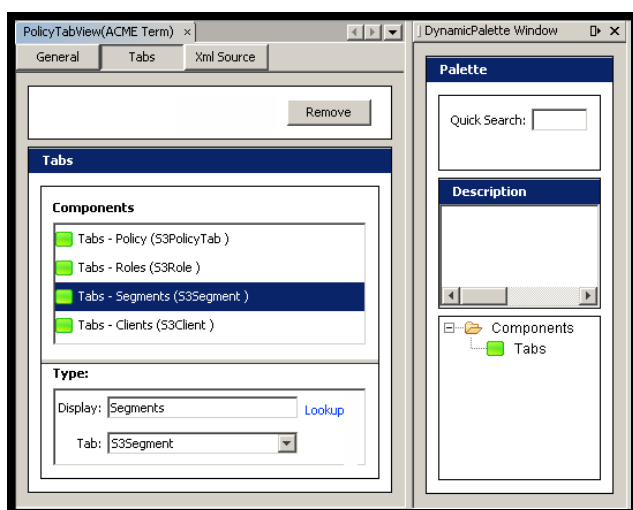 PolicyTabView(ACME Term)
General Tabs Xml Source
Remove
Tabs
Components
Tabs - Policy (S3PolicyTab )
Tabs - Roles (S3Role )
Tabs - Segments (S3Segment )
Tabs - Clients (S3Client )
Type:
Display: Segments Lookup
Tab: S3Segment
DynamicPalette Window
Palette
Quick Search:
Description
Components
Tabs